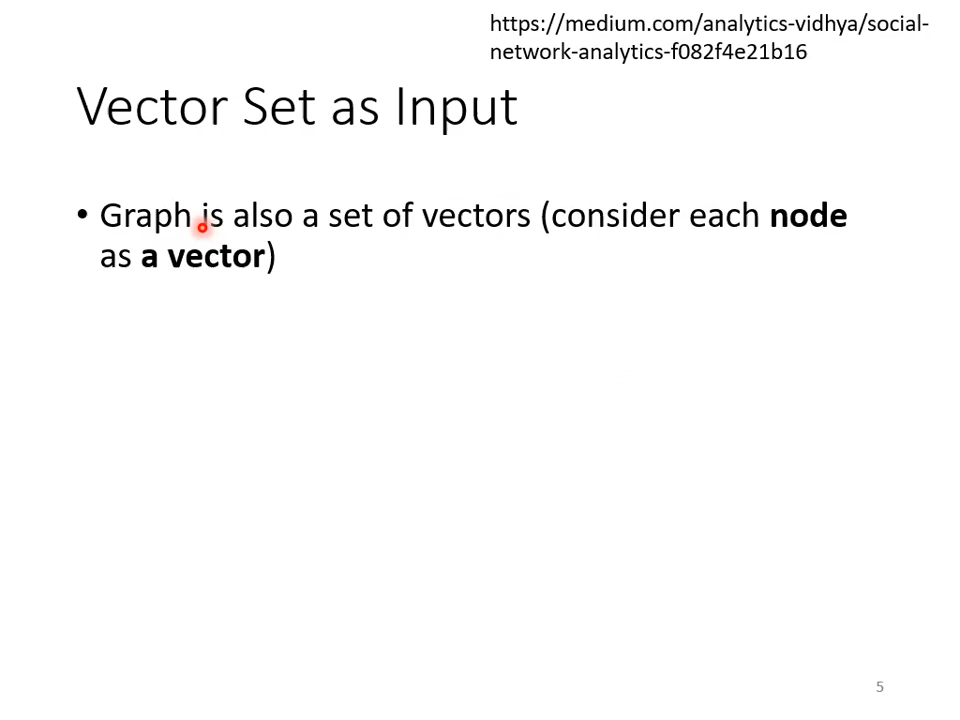 https://medium.com/analytics-vidhya/social-
network-analytics-f082f4e21b16
Vector Set as Input
• Graph is also a set of vectors (consider each node
as a vector)
5